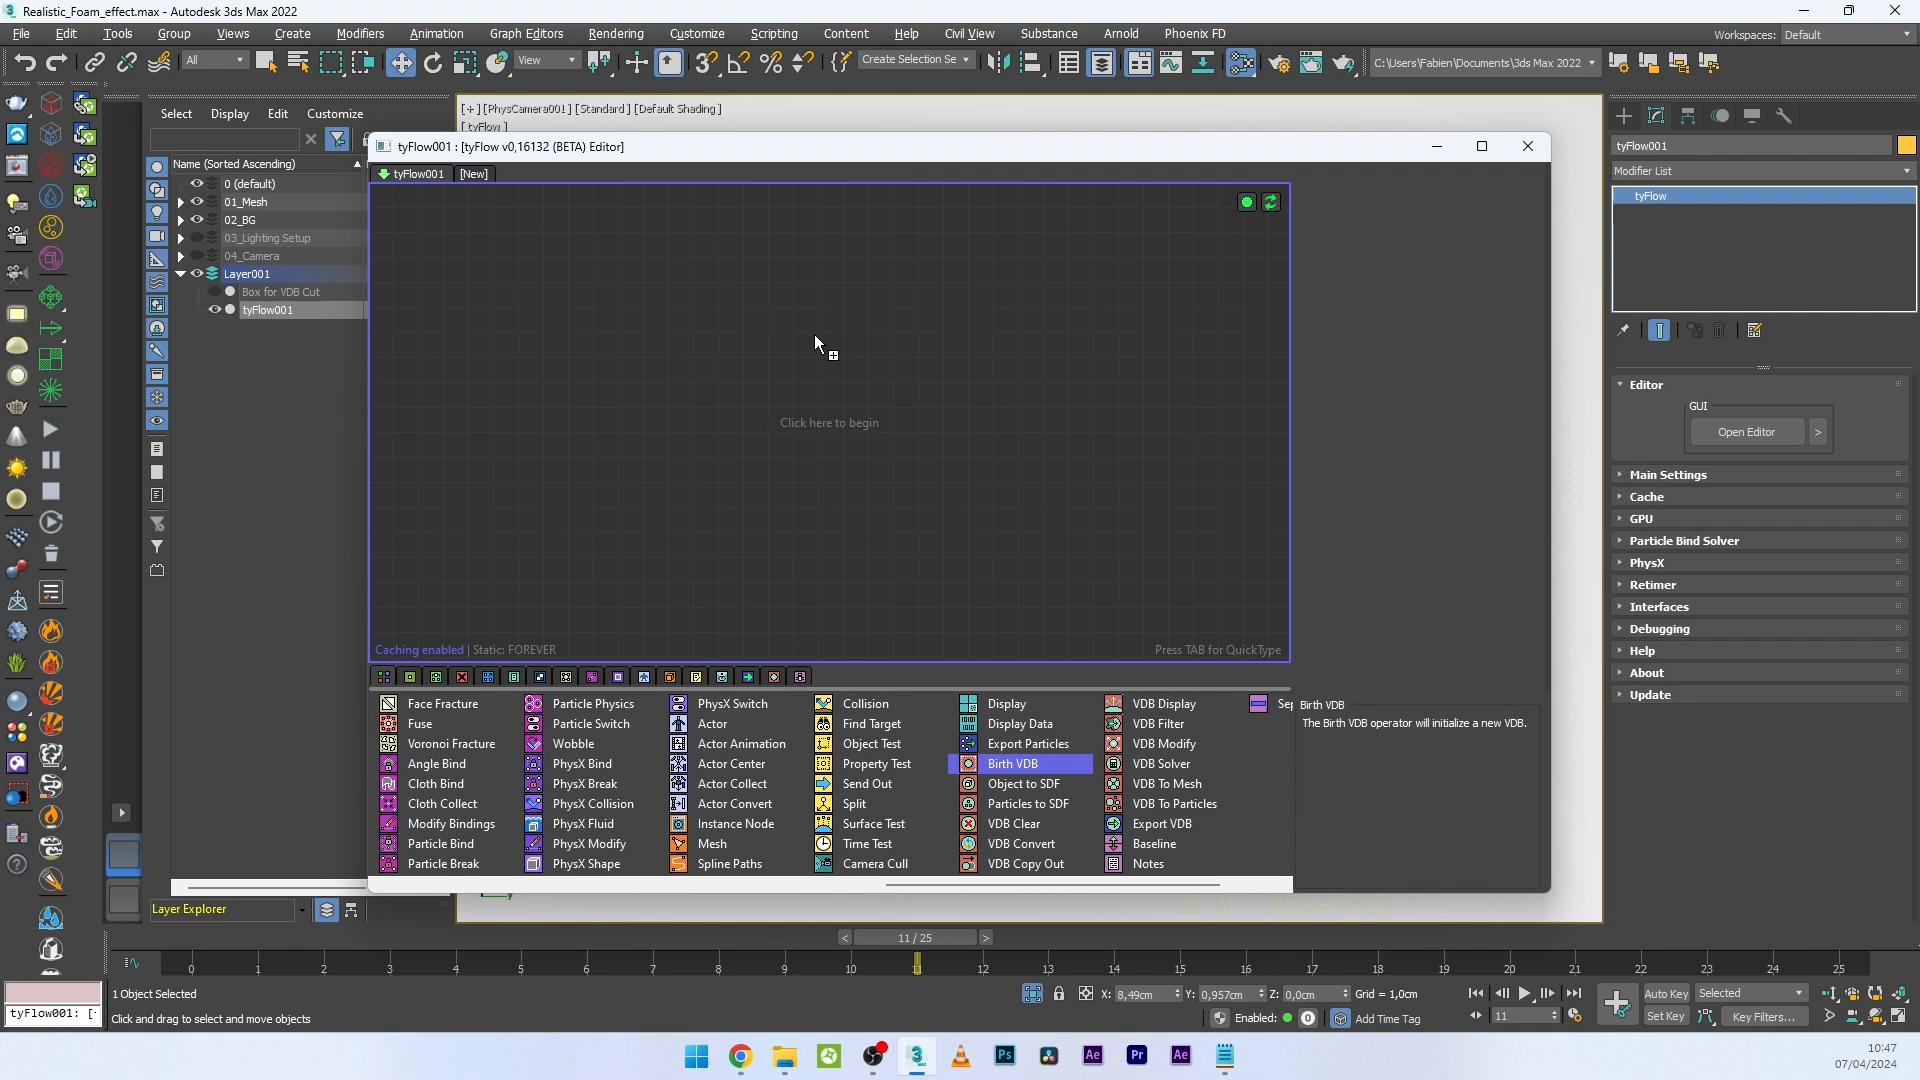 Realistic_Foam_effect.max - Autodesk 3ds Max 2022
File Edit Tools Group Views Create Modifiers Animation Graph Editors Rendering Customize Scripting Content Help Civil View Substance Arnold Phoenix FD
Workspaces: Default
All
View
Create Selection Se
C:\Users\Fabien\Documents\3ds Max 2022
Select Display Edit Customize
Name (Sorted Ascending)
0 (default)
01_Mesh
02_BG
03_Lighting Setup
04_Camera
Layer001
Box for VDB Cut
tyFlow001
Layer Explorer
[+] [PhysCamera001] [Standard] [Default Shading]
[ tyFlow ]
tyFlow001 : [tyFlow v0,16132 (BETA) Editor]
tyFlow001 [New]
Click here to begin
Caching enabled | Static: FOREVER
Press TAB for QuickType
Face Fracture Particle Physics PhysX Switch Collision Display VDB Display
Fuse Particle Switch Actor Find Target Display Data VDB Filter
Voronoi Fracture Wobble Actor Animation Object Test Export Particles VDB Modify
Angle Bind PhysX Bind Actor Center Property Test Birth VDB VDB Solver
Cloth Bind PhysX Break Actor Collect Send Out Object to SDF VDB To Mesh
Cloth Collect PhysX Collision Actor Convert Split Particles to SDF VDB To Particles
Modify Bindings PhysX Fluid Instance Node Surface Test VDB Clear Export VDB
Particle Bind PhysX Modify Mesh Time Test VDB Convert Baseline
Particle Break PhysX Shape Spline Paths Camera Cull VDB Copy Out Notes
Birth VDB
The Birth VDB operator will initialize a new VDB.
tyFlow001
Modifier List
tyFlow
Editor
GUI
Open Editor >
Main Settings
Cache
GPU
Particle Bind Solver
PhysX
Retimer
Interfaces
Debugging
Help
About
Update
< 11 / 25 >
0 1 2 3 4 5 6 7 8 9 10 11 12 13 14 15 16 17 18 19 20 21 22 23 24 25
tyFlow001: [
1 Object Selected
Click and drag to select and move objects
X: 8,49cm Y: 0,957cm Z: 0,0cm Grid = 1,0cm
Enabled: 0 Add Time Tag
11
Auto Key Selected
Set Key Key Filters...
10:47
07/04/2024